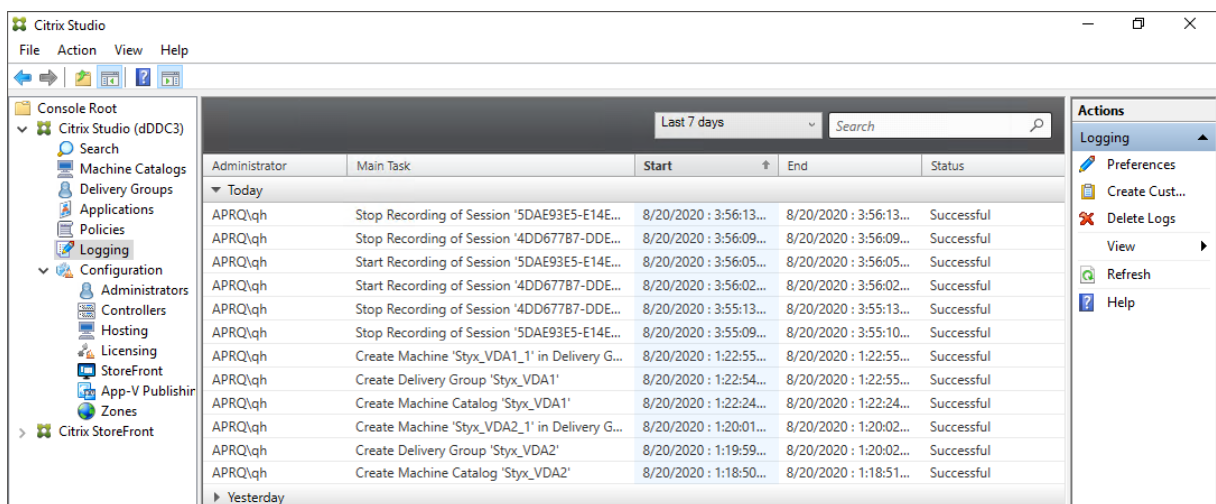 Citrix Studio
File Action View Help
Console Root
Citrix Studio (dDDC3)
Search
Machine Catalogs
Delivery Groups
Applications
Policies
Logging
Configuration
Administrators
Controllers
Hosting
Licensing
StoreFront
App-V Publishin
Zones
Citrix StoreFront
Last 7 days Search
Administrator Main Task Start End Status
Today
APRQ\qh Stop Recording of Session '5DAE93E5-E14E... 8/20/2020 : 3:56:13... 8/20/2020 : 3:56:13... Successful
APRQ\qh Stop Recording of Session '4DD677B7-DDE... 8/20/2020 : 3:56:09... 8/20/2020 : 3:56:09... Successful
APRQ\qh Start Recording of Session '5DAE93E5-E14E... 8/20/2020 : 3:56:05... 8/20/2020 : 3:56:05... Successful
APRQ\qh Start Recording of Session '4DD677B7-DDE... 8/20/2020 : 3:56:02... 8/20/2020 : 3:56:02... Successful
APRQ\qh Stop Recording of Session '4DD677B7-DDE... 8/20/2020 : 3:55:13... 8/20/2020 : 3:55:13... Successful
APRQ\qh Stop Recording of Session '5DAE93E5-E14E... 8/20/2020 : 3:55:09... 8/20/2020 : 3:55:10... Successful
APRQ\qh Create Machine 'Styx_VDA1_1' in Delivery G... 8/20/2020 : 1:22:55... 8/20/2020 : 1:22:55... Successful
APRQ\qh Create Delivery Group 'Styx_VDA1' 8/20/2020 : 1:22:54... 8/20/2020 : 1:22:55... Successful
APRQ\qh Create Machine Catalog 'Styx_VDA1' 8/20/2020 : 1:22:24... 8/20/2020 : 1:22:24... Successful
APRQ\qh Create Machine 'Styx_VDA2_1' in Delivery G... 8/20/2020 : 1:20:01... 8/20/2020 : 1:20:02... Successful
APRQ\qh Create Delivery Group 'Styx_VDA2' 8/20/2020 : 1:19:59... 8/20/2020 : 1:20:02... Successful
APRQ\qh Create Machine Catalog 'Styx_VDA2' 8/20/2020 : 1:18:50... 8/20/2020 : 1:18:51... Successful
Yesterday
Actions
Logging
Preferences
Create Cust...
Delete Logs
View
Refresh
Help